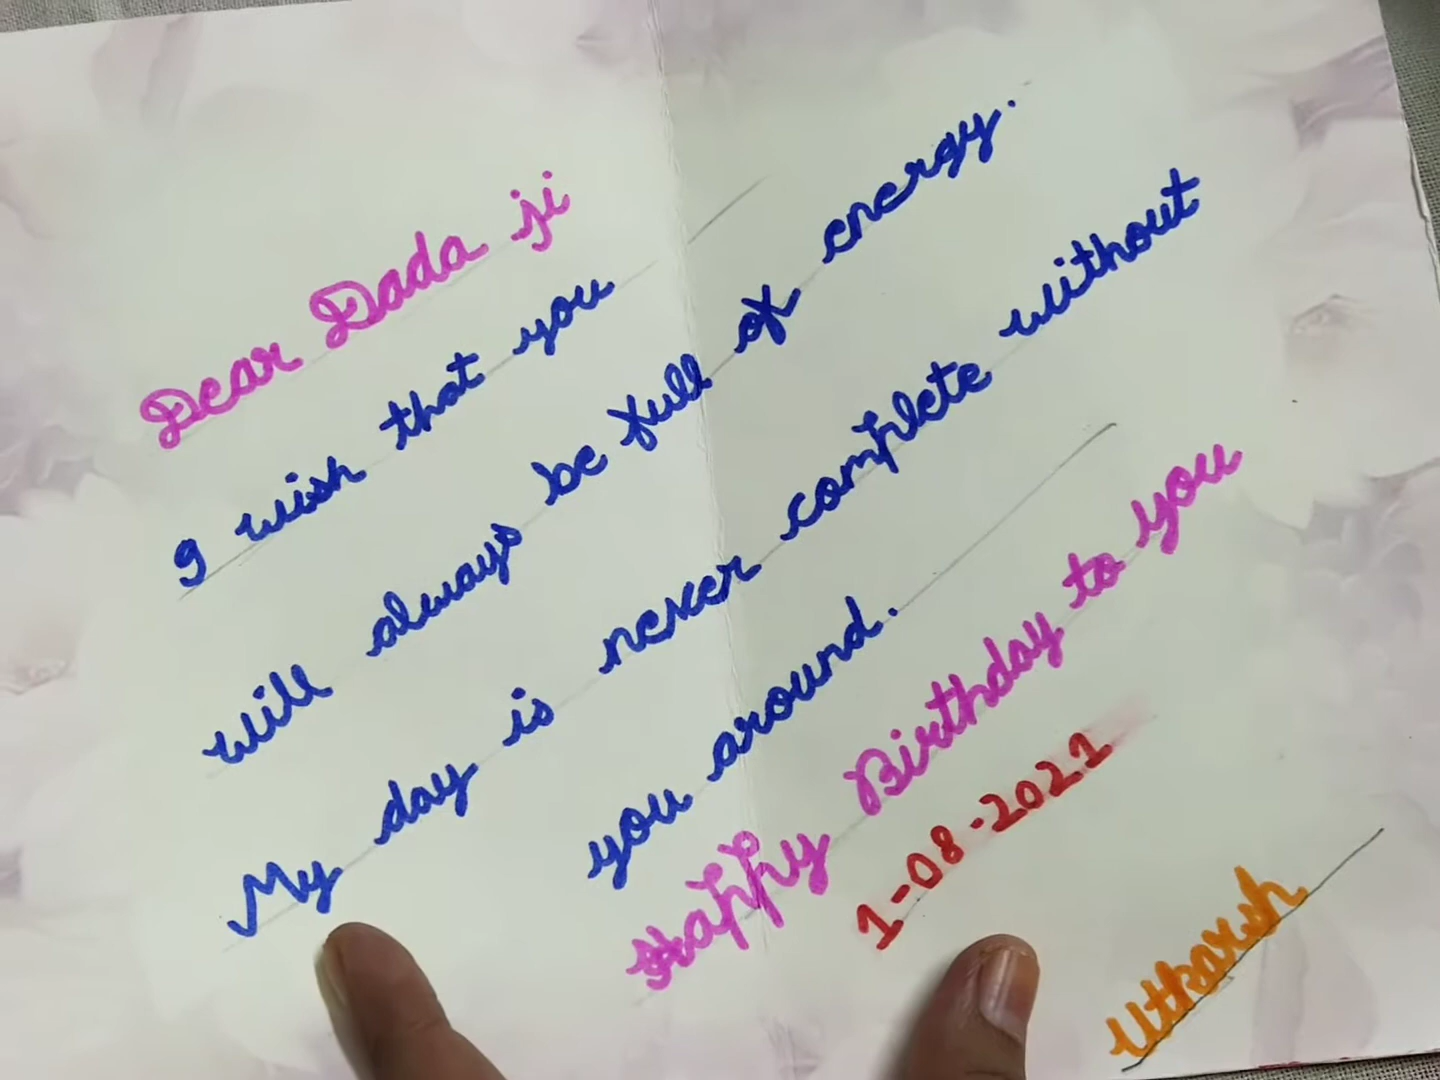 Dear Dada ji
I wish that you
will always be full of energy.
My day is never complete without
you around.
Happy Birthday to you
1-08-2021
Utkarsh